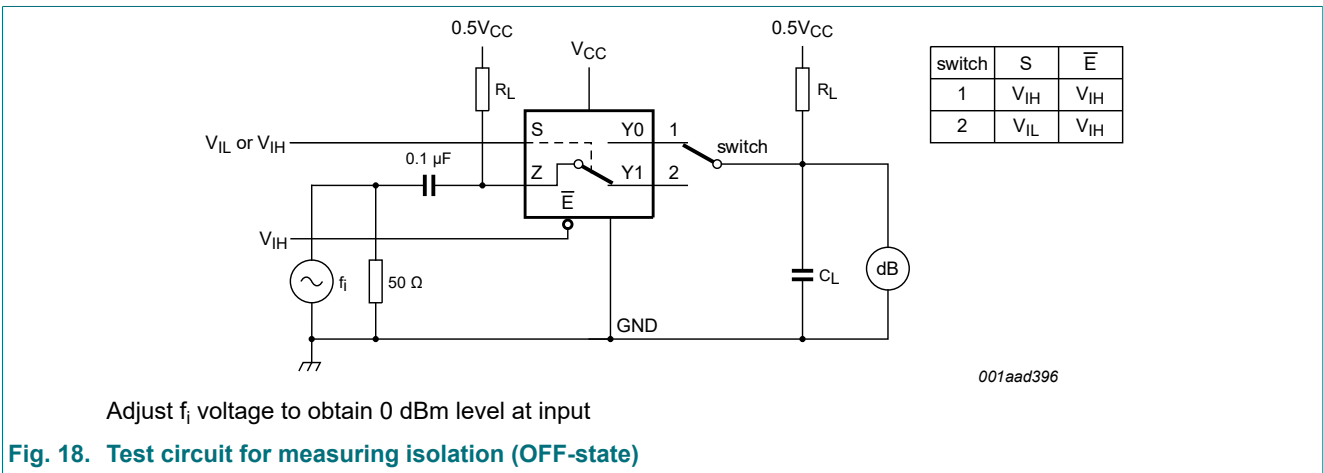 0.5VCC
0.5VCC
VCC
switch S E̅
RL
RL
1 VIH VIH
S Y0 1
2 VIL VIH
VIL or VIH
switch
0.1 µF
Z Y1 2
E̅
VIH
fi
50 Ω
CL
dB
GND
001aad396
Adjust fi voltage to obtain 0 dBm level at input
Fig. 18. Test circuit for measuring isolation (OFF-state)